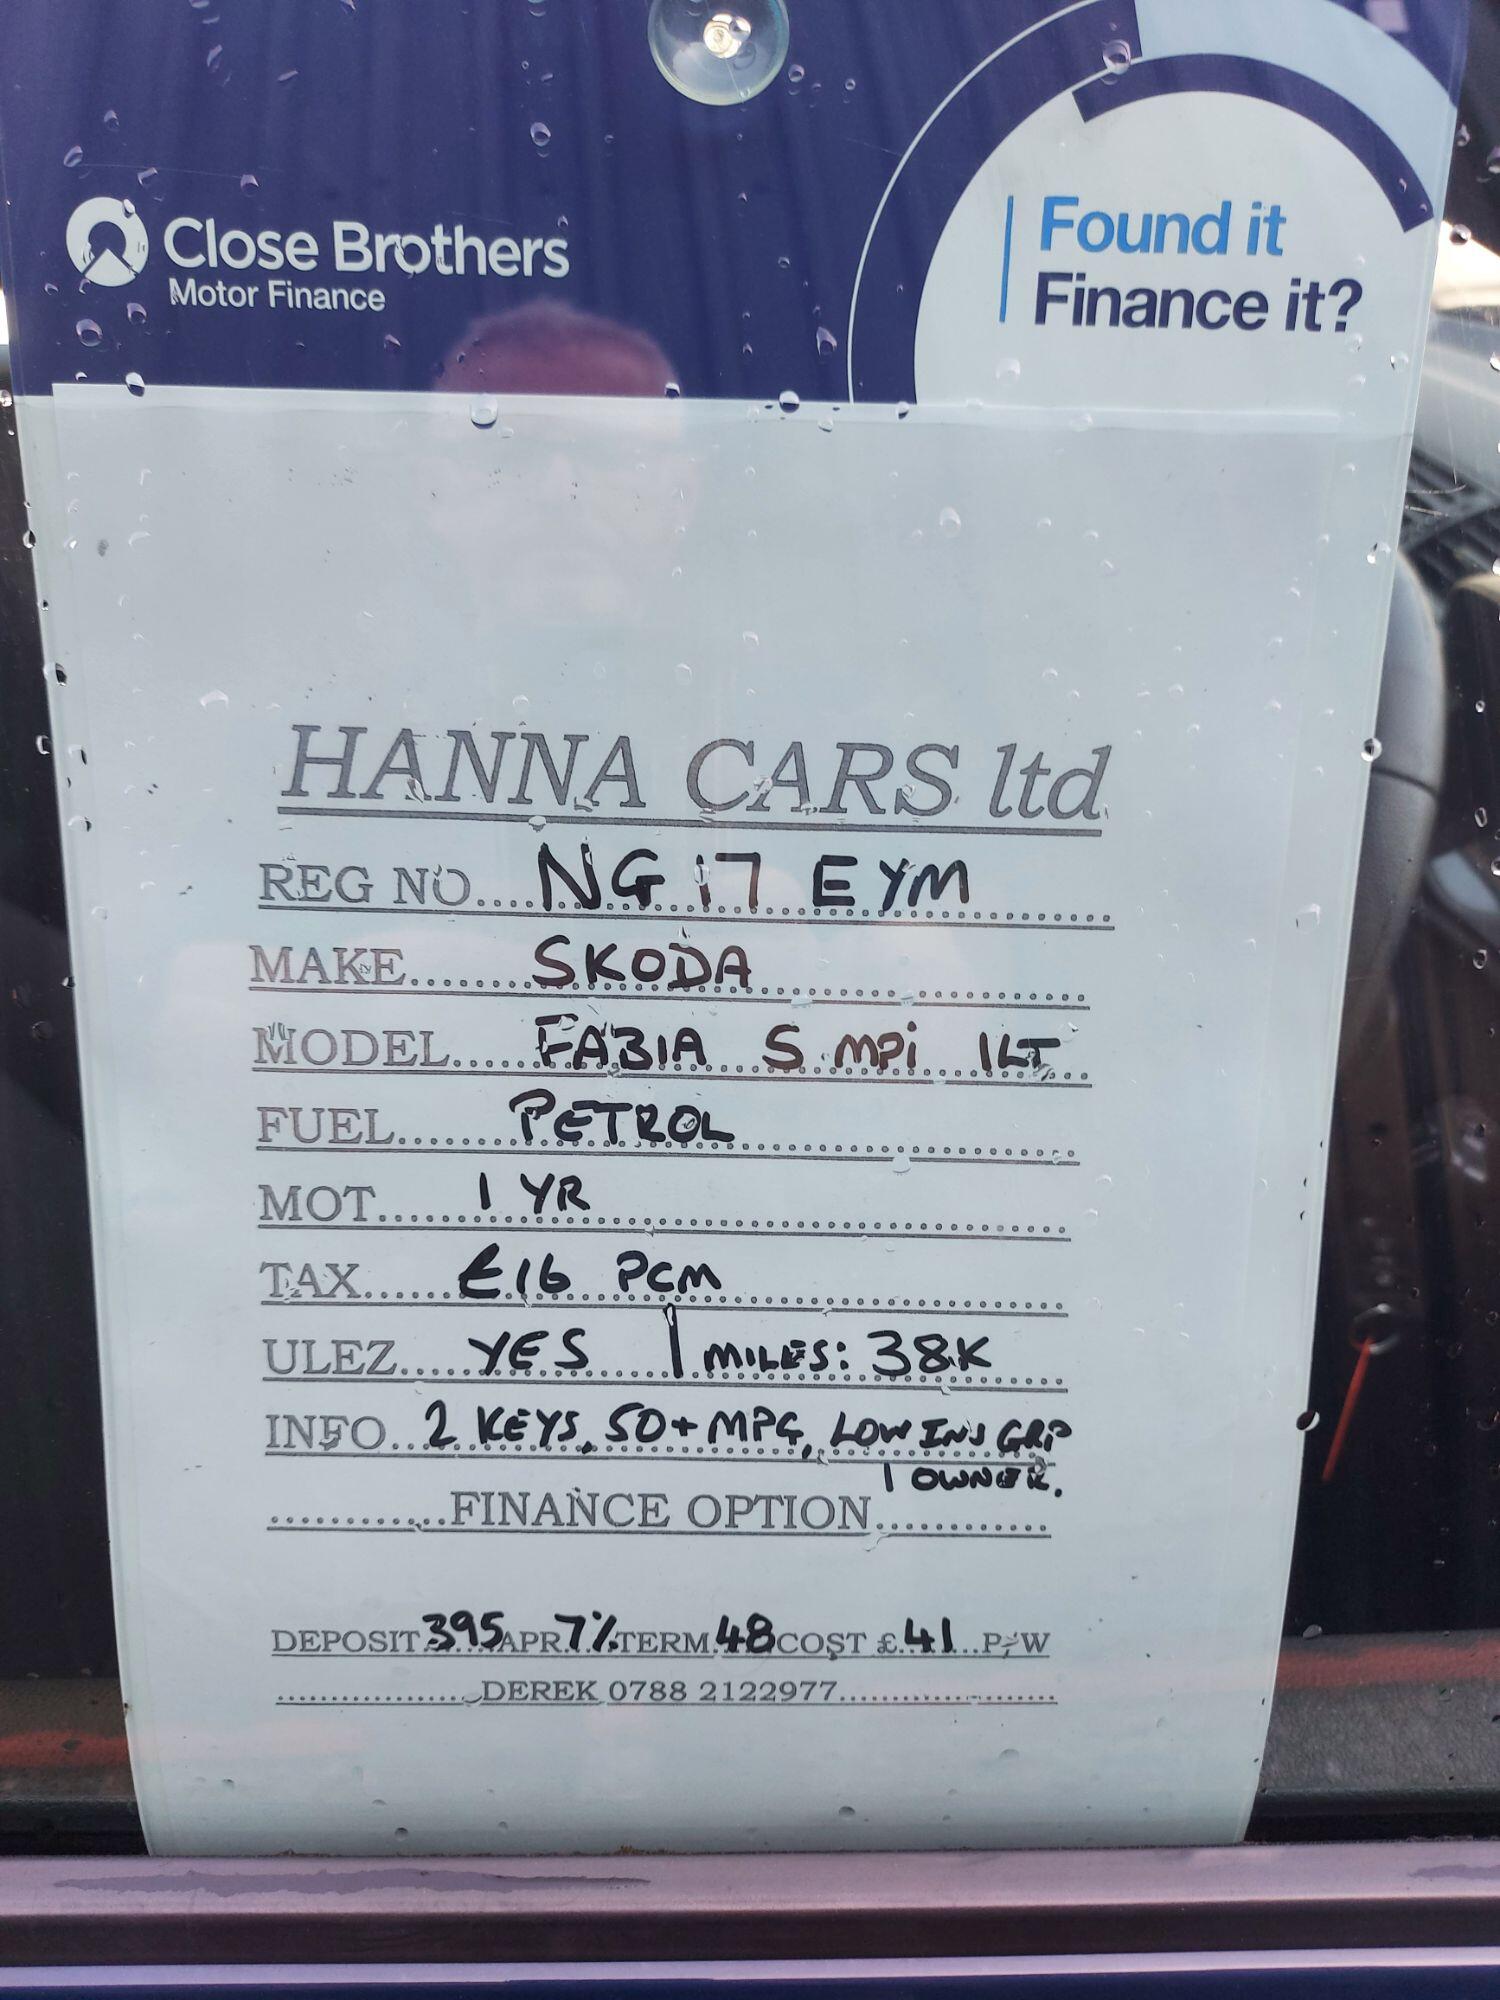 Close Brothers
Motor Finance
Found it
Finance it?
HANNA CARS ltd
REG NO....NG 17 EYM
MAKE......SKODA
MODEL.....FABIA S MPi 1LT
FUEL......PETROL
MOT.....1 YR
TAX.....£16 PCM
ULEZ....YES | MILES: 38K
INFO..2 KEYS, 50+MPG, LOW INS GRP
1 OWNER.
............FINANCE OPTION............
DEPOSIT 395 APR 7% TERM 48 COST £ 41 P/W
..................DEREK 0788 2122977..................